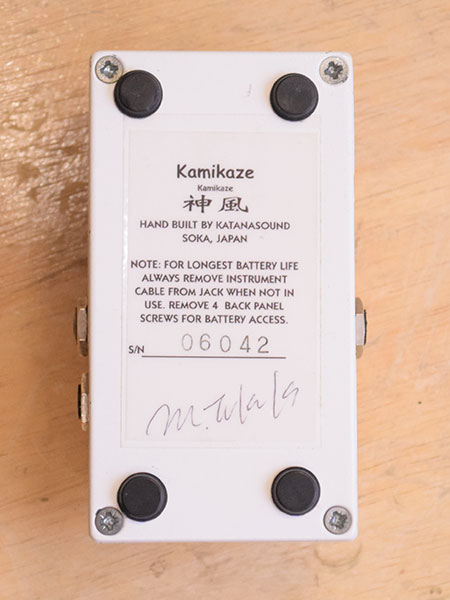 Kamikaze
Kamikaze
神風
HAND BUILT BY KATANASOUND
SOKA, JAPAN
NOTE: FOR LONGEST BATTERY LIFE
ALWAYS REMOVE INSTRUMENT
CABLE FROM JACK WHEN NOT IN
USE. REMOVE 4 BACK PANEL
SCREWS FOR BATTERY ACCESS.
S/N 06042
M.